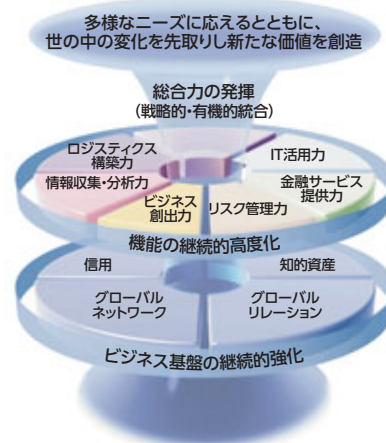 多様なニーズに応えるとともに、
世の中の変化を先取りし新たな価値を創造
総合力の発揮
(戦略的・有機的統合)
ロジスティクス
構築力
IT活用力
情報収集・分析力
金融サービス
提供力
ビジネス
創出力
リスク管理力
機能の継続的高度化
信用
知的資産
グローバル
ネットワーク
グローバル
リレーション
ビジネス基盤の継続的強化